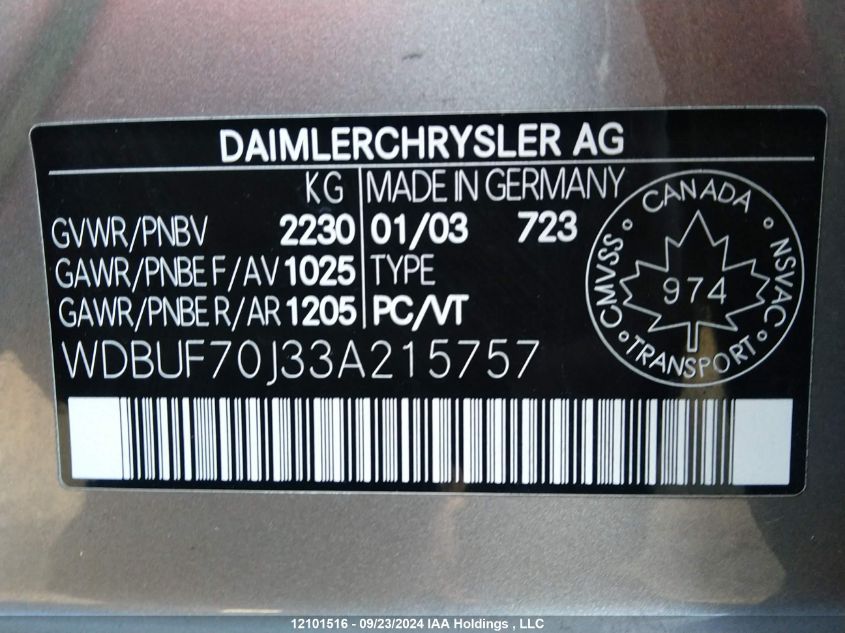 DAIMLERCHRYSLER AG
KG MADE IN GERMANY
GVWR/PNBV 2230 01/03 723
GAWR/PNBE F/AV 1025 TYPE
GAWR/PNBE R/AR 1205 PC/VT
WDBUF70J33A215757
CANADA
CMVSS
NSVAC
974
TRANSPORT
12101516 - 09/23/2024 IAA Holdings , LLC